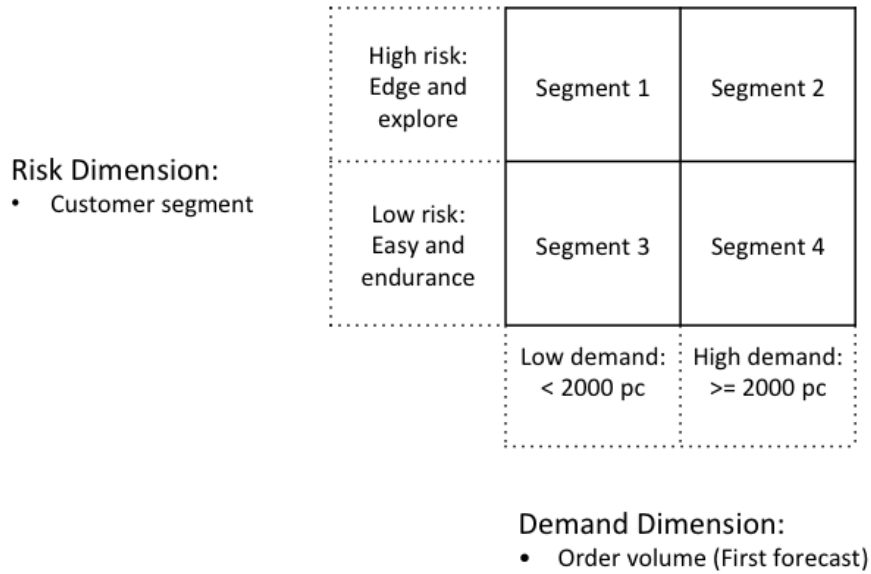 High risk:
Edge and
explore
Segment 1
Segment 2
Risk Dimension:
• Customer segment
Low risk:
Easy and
endurance
Segment 3
Segment 4
Low demand:
< 2000 pc
High demand:
>= 2000 pc
Demand Dimension:
• Order volume (First forecast)